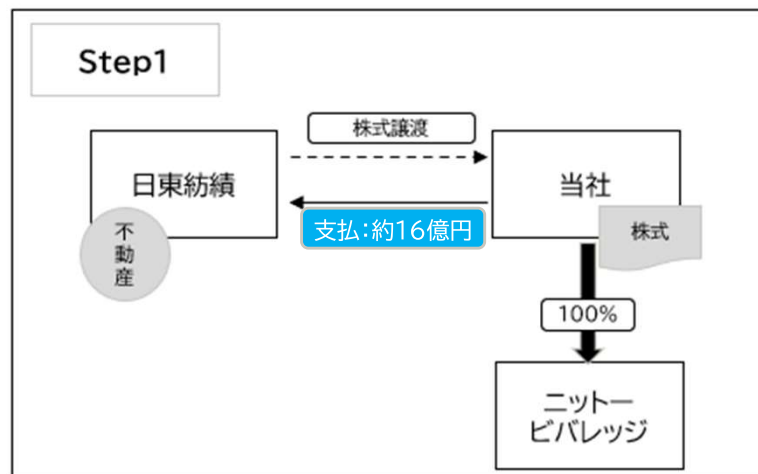 Step1
株式譲渡
日東紡績
当社
支払:約16億円
不動産
株式
100%
ニットー
ビバレッジ